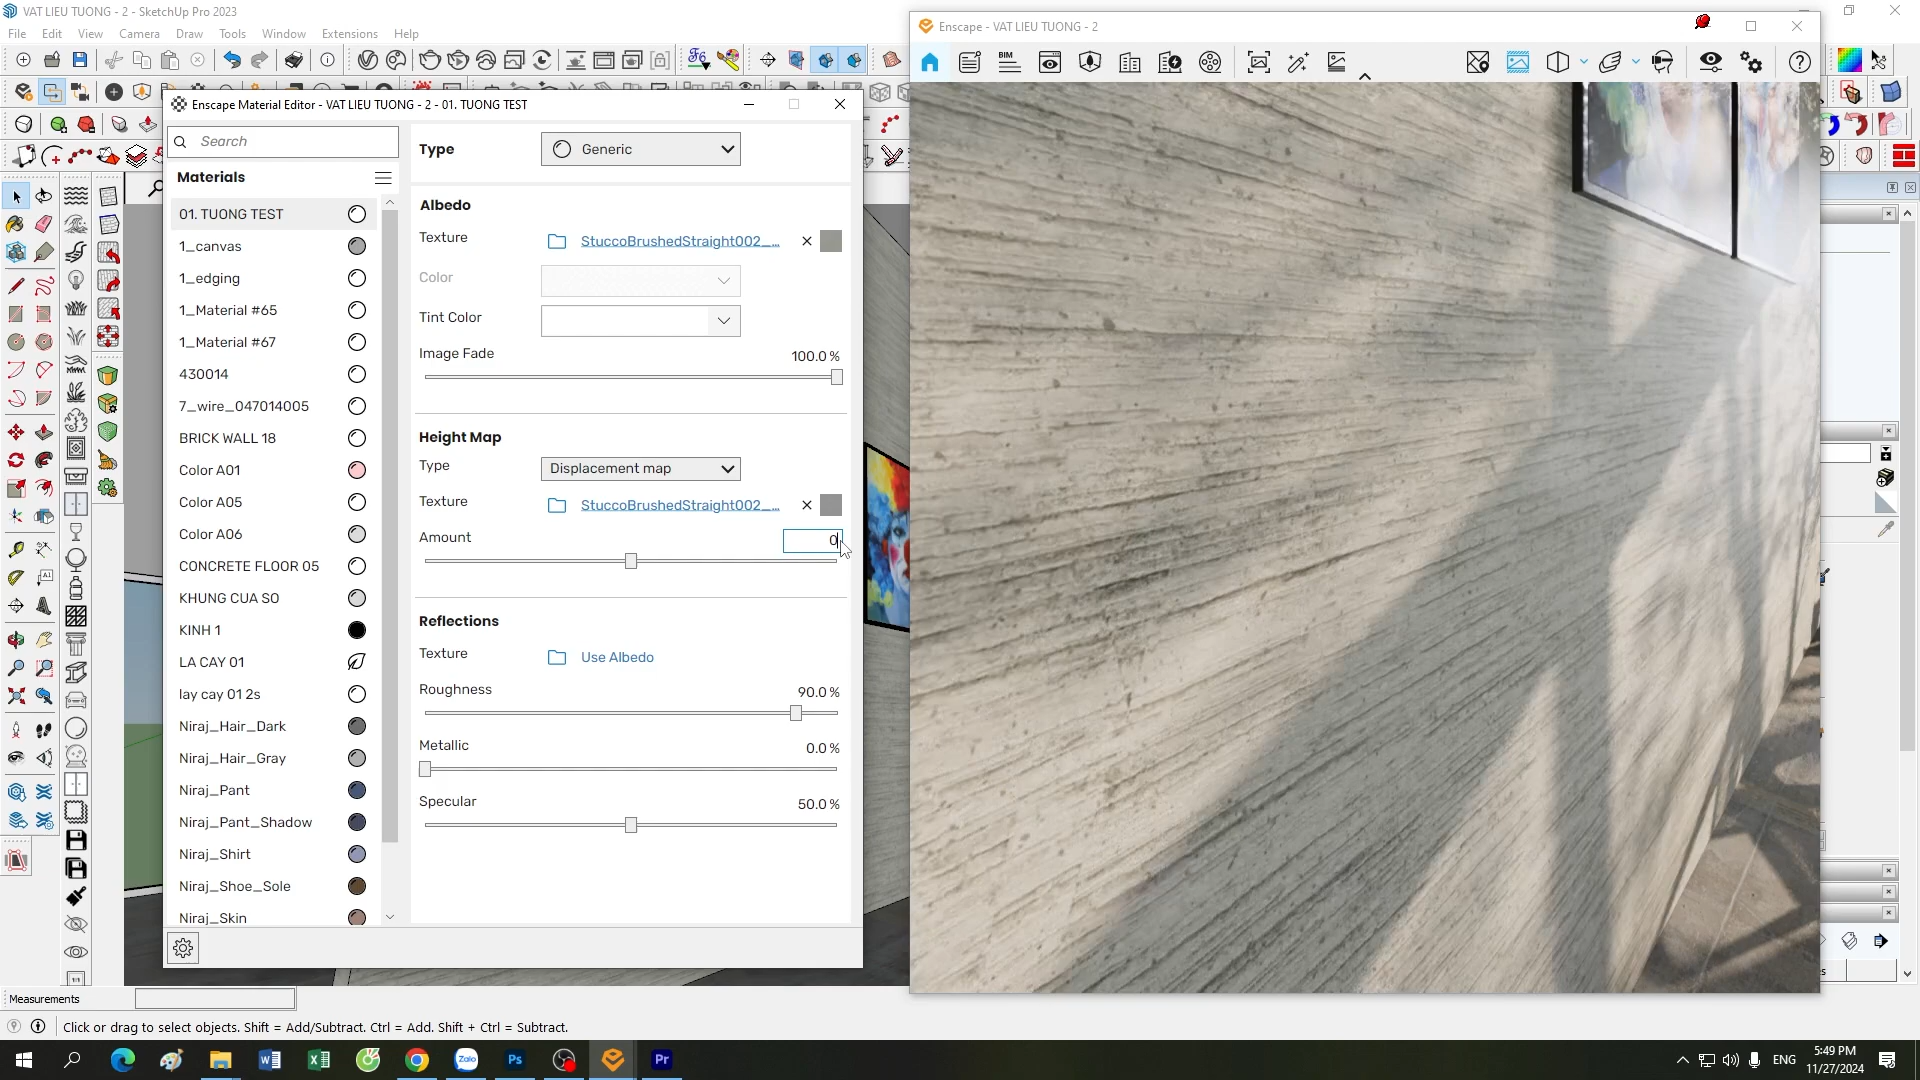 VAT LIEU TUONG - 2 - SketchUp Pro 2023
File Edit View Camera Draw Tools Window Extensions Help
Enscape - VAT LIEU TUONG - 2
BIM
Enscape Material Editor - VAT LIEU TUONG - 2 - 01. TUONG TEST
Search
Materials
01. TUONG TEST
1_canvas
1_edging
1_Material #65
1_Material #67
430014
7_wire_047014005
BRICK WALL 18
Color A01
Color A05
Color A06
CONCRETE FLOOR 05
KHUNG CUA SO
KINH 1
LA CAY 01
lay cay 01 2s
Niraj_Hair_Dark
Niraj_Hair_Gray
Niraj_Pant
Niraj_Pant_Shadow
Niraj_Shirt
Niraj_Shoe_Sole
Niraj_Skin
Type Generic
Albedo
Texture StuccoBrushedStraight002_...
Color
Tint Color
Image Fade 100.0 %
Height Map
Type Displacement map
Texture StuccoBrushedStraight002_...
Amount 0
Reflections
Texture Use Albedo
Roughness 90.0 %
Metallic 0.0 %
Specular 50.0 %
Measurements
Click or drag to select objects. Shift = Add/Subtract. Ctrl = Add. Shift + Ctrl = Subtract.
Zalo
Ps
Pr
ENG
5:49 PM
11/27/2024